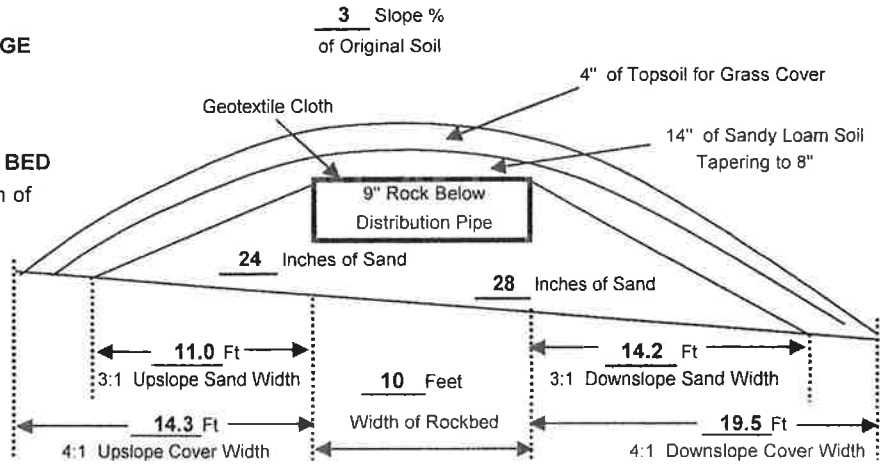 3 Slope %
of Original Soil
GE
4" of Topsoil for Grass Cover
Geotextile Cloth
14" of Sandy Loam Soil
Tapering to 8"
BED
n of
9" Rock Below
Distribution Pipe
24 Inches of Sand
28 Inches of Sand
11.0 Ft
3:1 Upslope Sand Width
14.2 Ft
3:1 Downslope Sand Width
10 Feet
Width of Rockbed
14.3 Ft
4:1 Upslope Cover Width
19.5 Ft
4:1 Downslope Cover Width